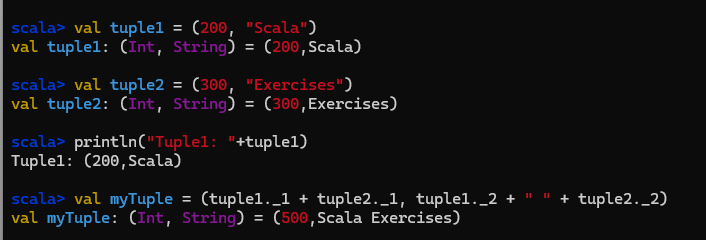 scala> val tuple1 = (200, "Scala")
val tuple1: (Int, String) = (200,Scala)
scala> val tuple2 = (300, "Exercises")
val tuple2: (Int, String) = (300,Exercises)
scala> println("Tuple1: "+tuple1)
Tuple1: (200,Scala)
scala> val myTuple = (tuple1._1 + tuple2._1, tuple1._2 + " " + tuple2._2)
val myTuple: (Int, String) = (500,Scala Exercises)